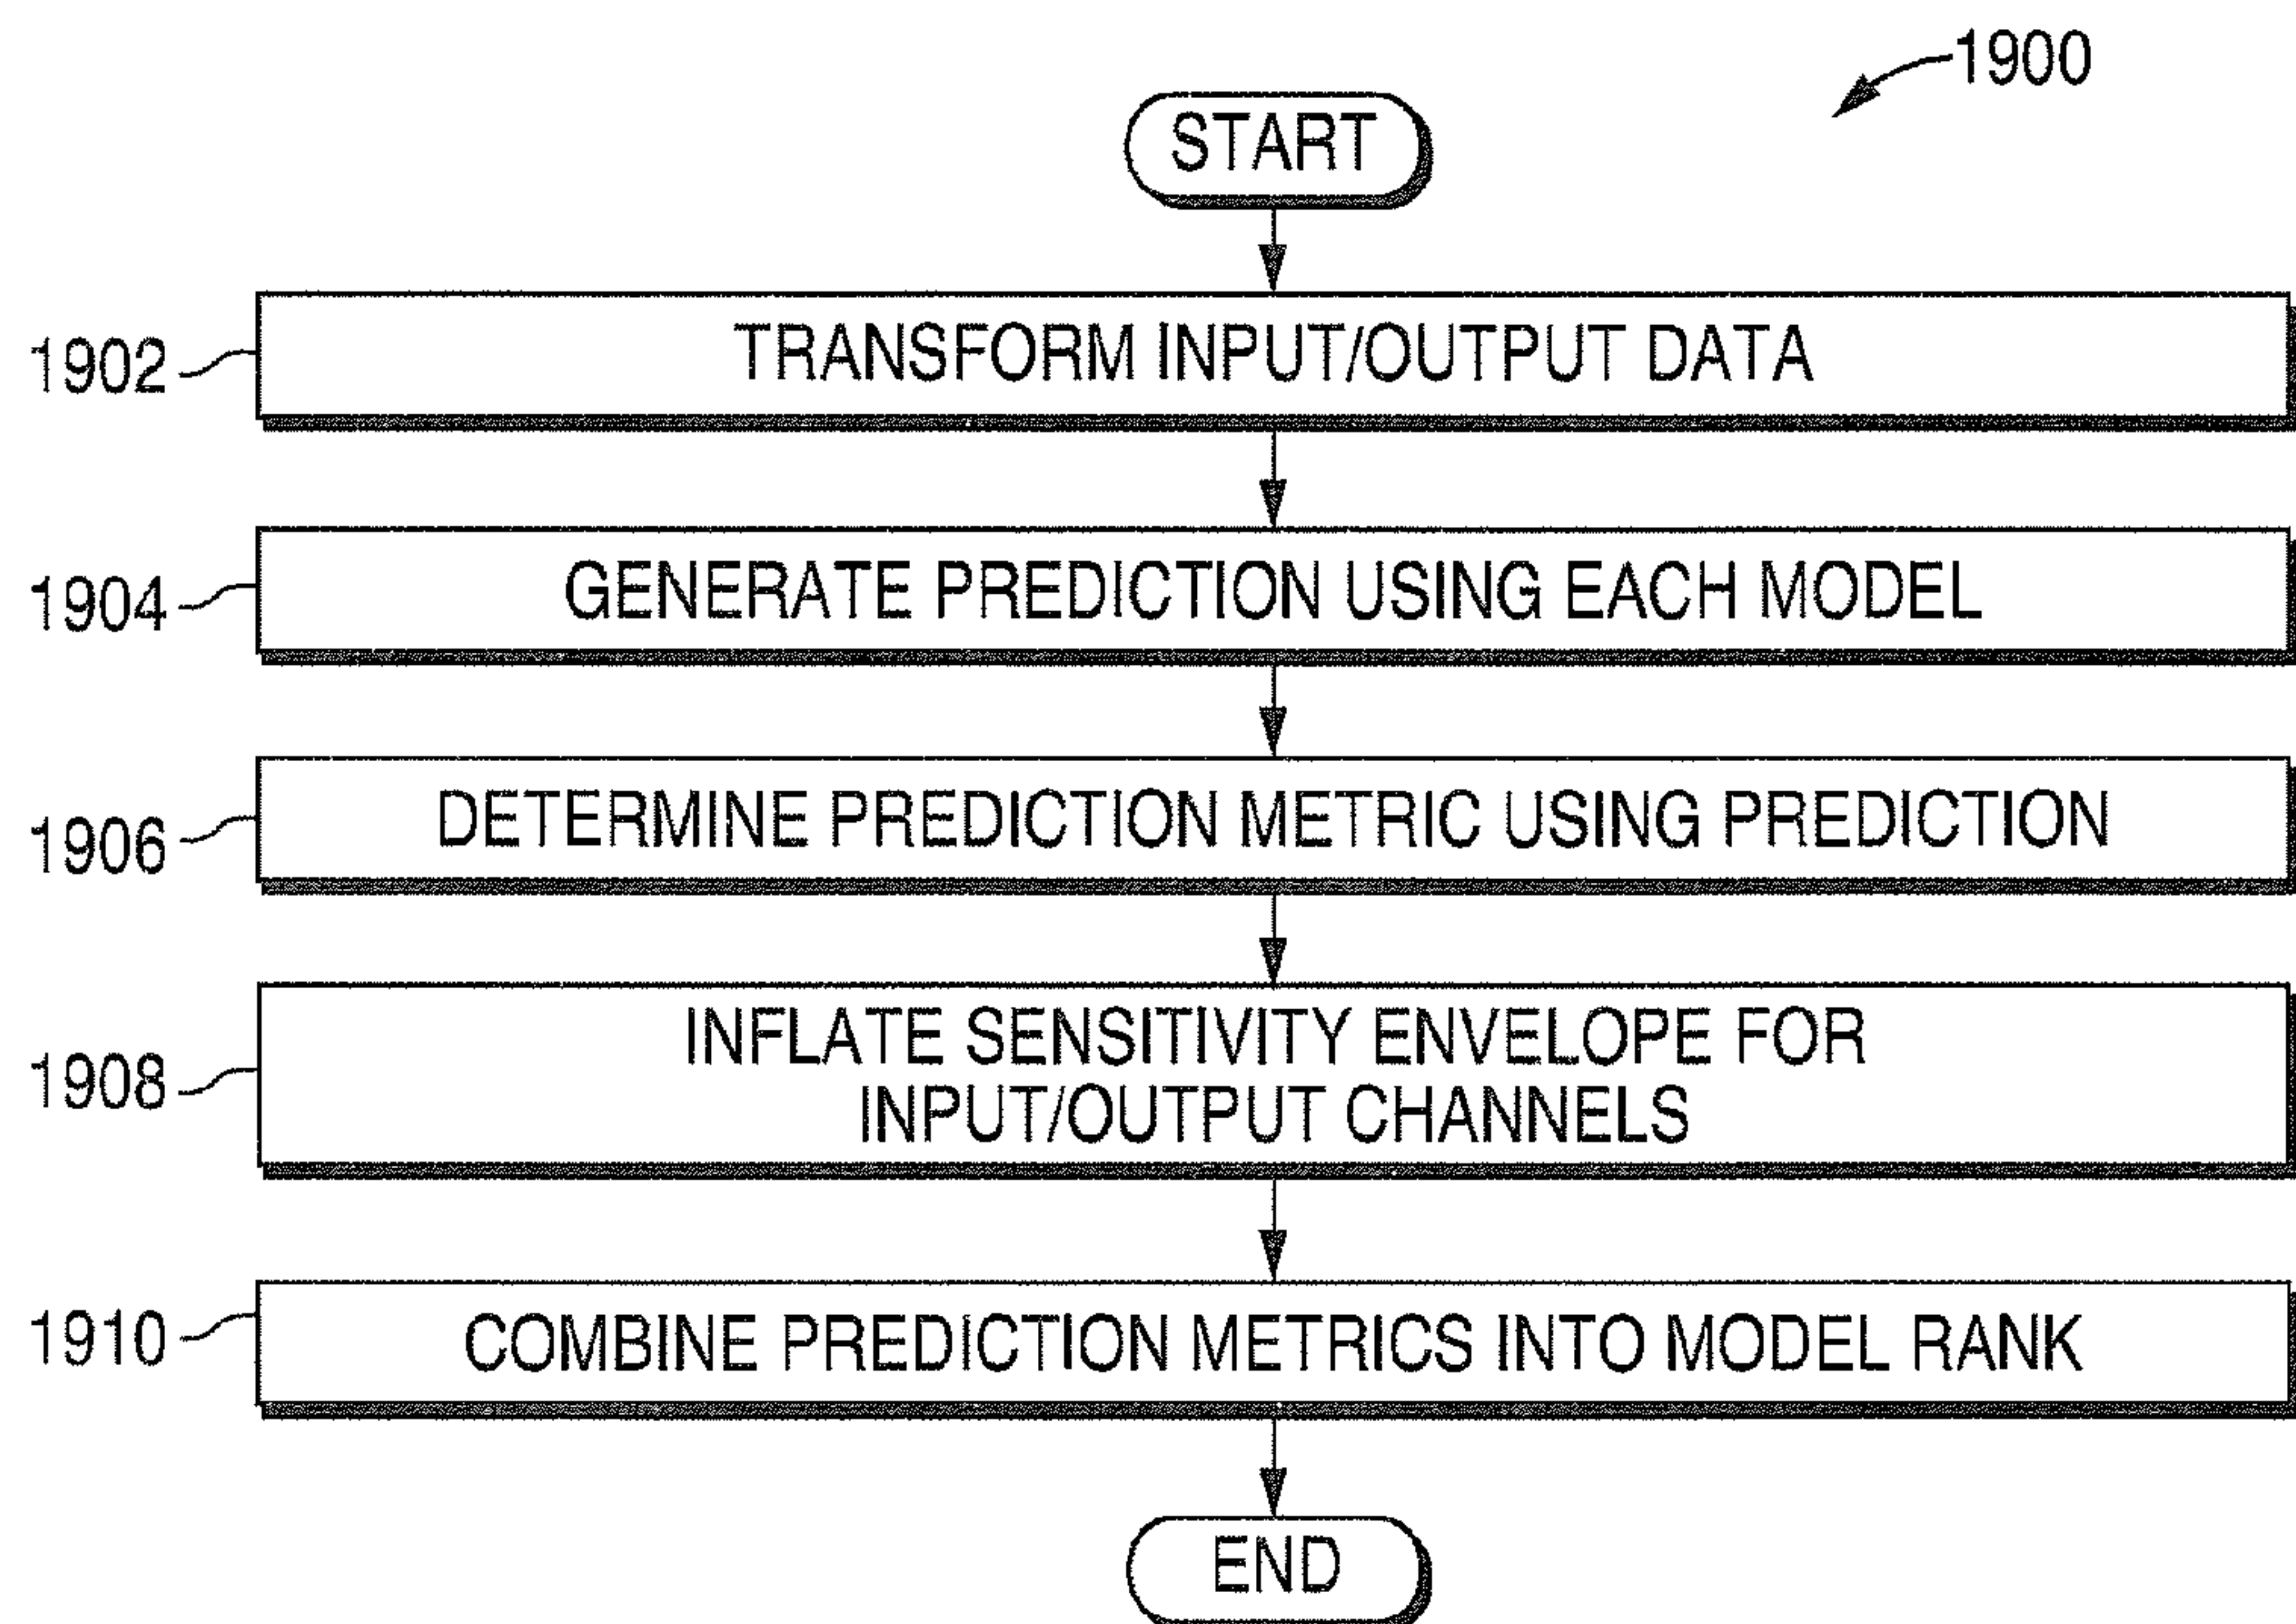 1900
START
1902
TRANSFORM INPUT/OUTPUT DATA
1904
GENERATE PREDICTION USING EACH MODEL
1906
DETERMINE PREDICTION METRIC USING PREDICTION
1908
INFLATE SENSITIVITY ENVELOPE FOR
INPUT/OUTPUT CHANNELS
1910
COMBINE PREDICTION METRICS INTO MODEL RANK
END